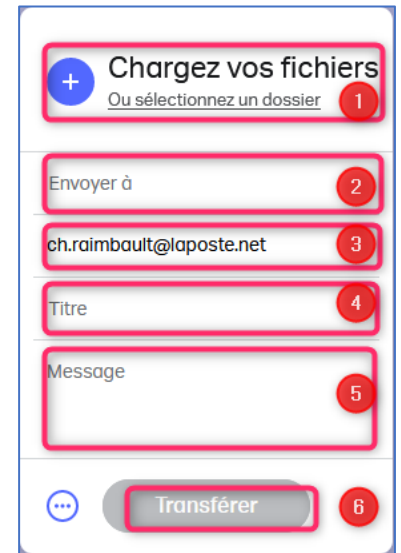 + Chargez vos fichiers
Ou sélectionnez un dossier 1
Envoyer à 2
ch.raimbault@laposte.net 3
Titre 4
Message
5
Transférer 6